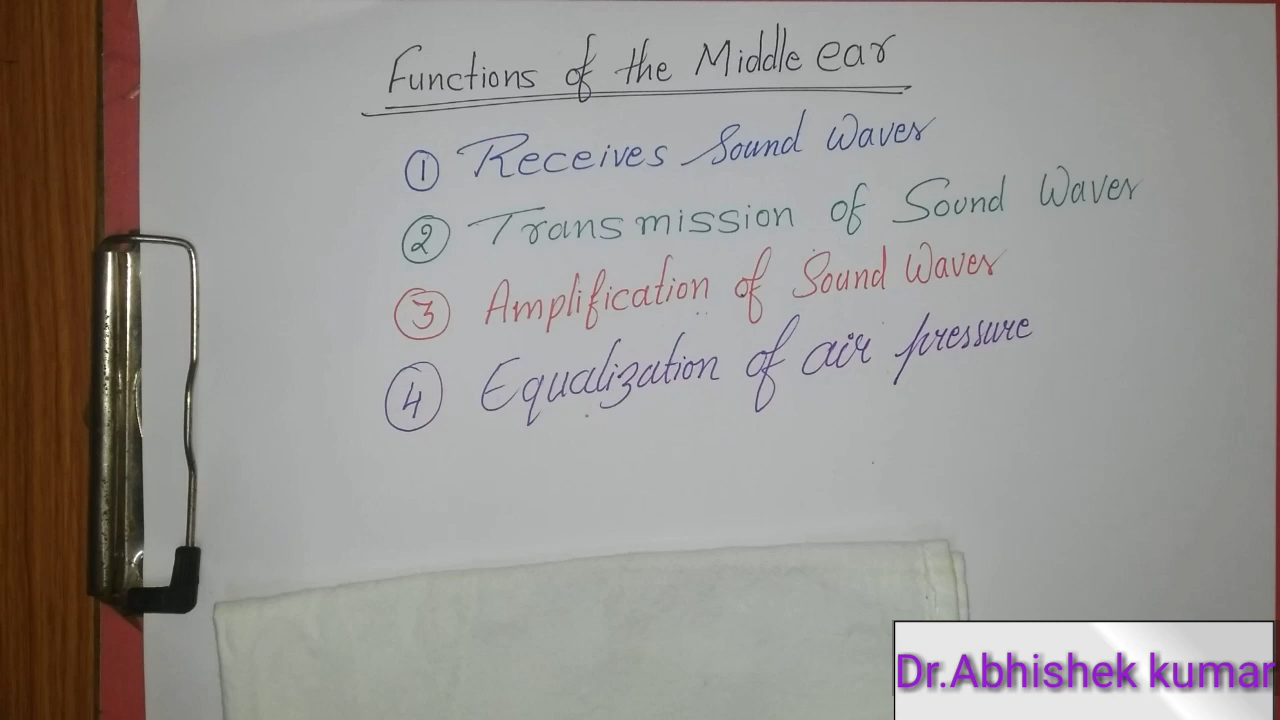 Functions of the Middle ear
① Receives Sound Waves
② Transmission of Sound Waves
③ Amplification of Sound Waves
④ Equalization of air pressure
Dr.Abhishek kumar